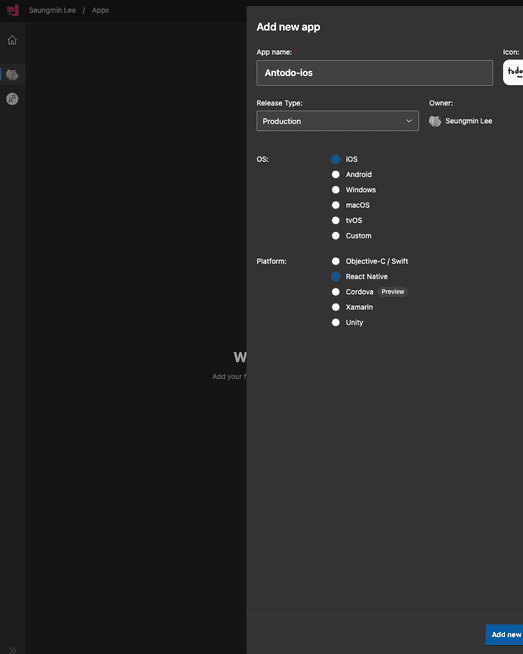 Seungmin Lee / Apps
Add new app
App name:*
Icon:
Antodo-ios
todo
Release Type:
Owner:
Production
Seungmin Lee
OS:
iOS
Android
Windows
macOS
tvOS
Custom
Platform:
Objective-C / Swift
React Native
Cordova Preview
Xamarin
Unity
W
Add your f
Add new